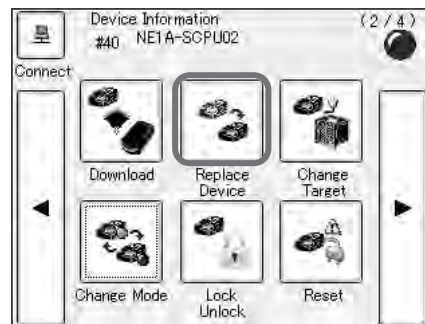 Device Information
(2/4)
#40 NE1A-SCPU02
Connect
Download
Replace
Device
Change
Target
Change Mode
Lock
Unlock
Reset